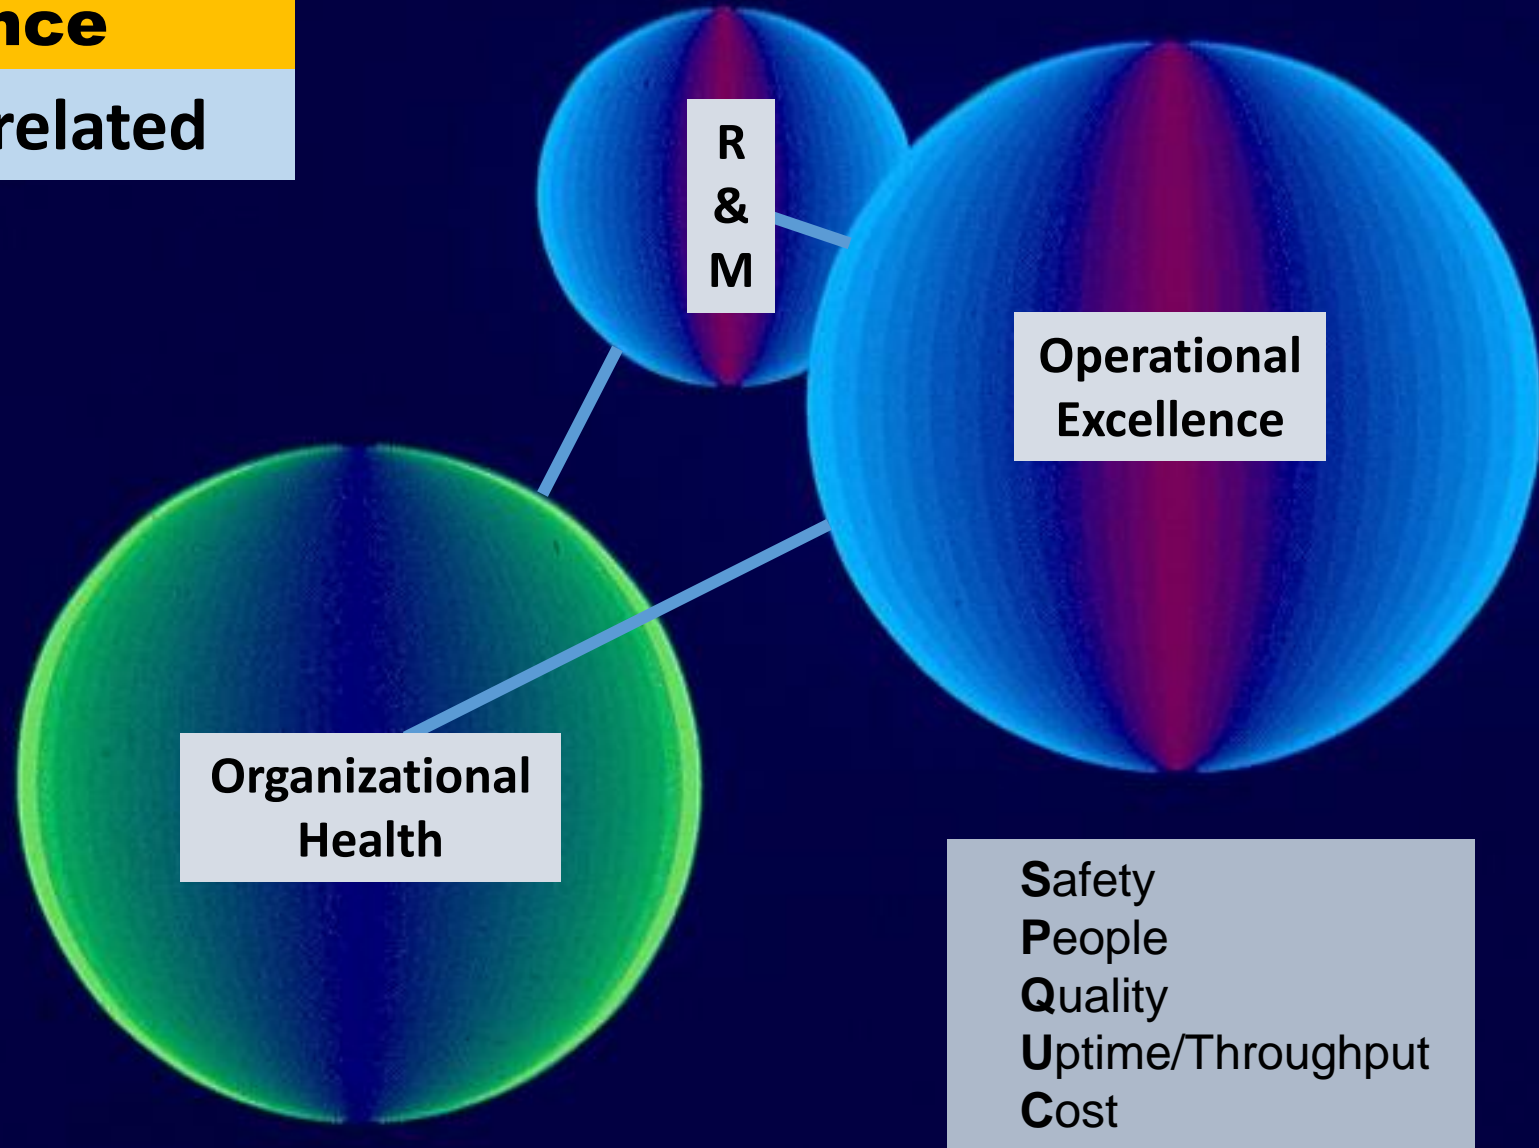 nce
related
R
&
M
Operational
Excellence
Organizational
Health
Safety
People
Quality
Uptime/Throughput
Cost